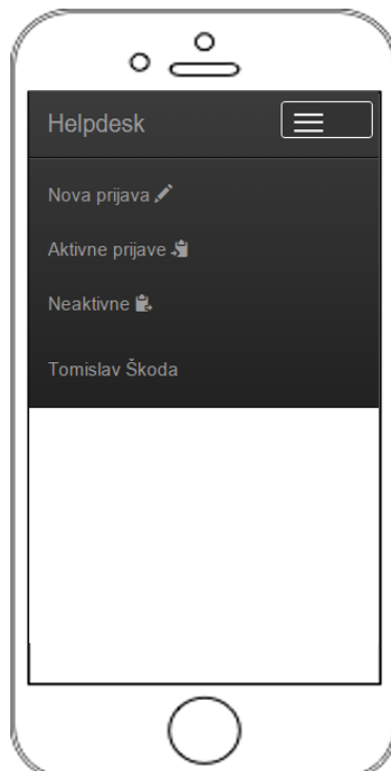 Helpdesk
Nova prijava
Aktivne prijave
Neaktivne
Tomislav Škoda